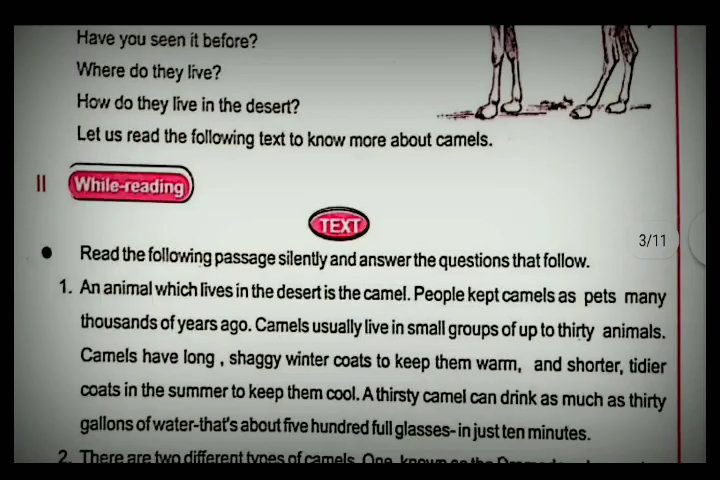 Have you seen it before?
Where do they live?
How do they live in the desert?
Let us read the following text to know more about camels.
II While-reading
TEXT
3/11
● Read the following passage silently and answer the questions that follow.
1. An animal which lives in the desert is the camel. People kept camels as pets many
thousands of years ago. Camels usually live in small groups of up to thirty animals.
Camels have long , shaggy winter coats to keep them warm, and shorter, tidier
coats in the summer to keep them cool. A thirsty camel can drink as much as thirty
gallons of water-that's about five hundred full glasses- in just ten minutes.
2. There are two different types of camels. One, known as the